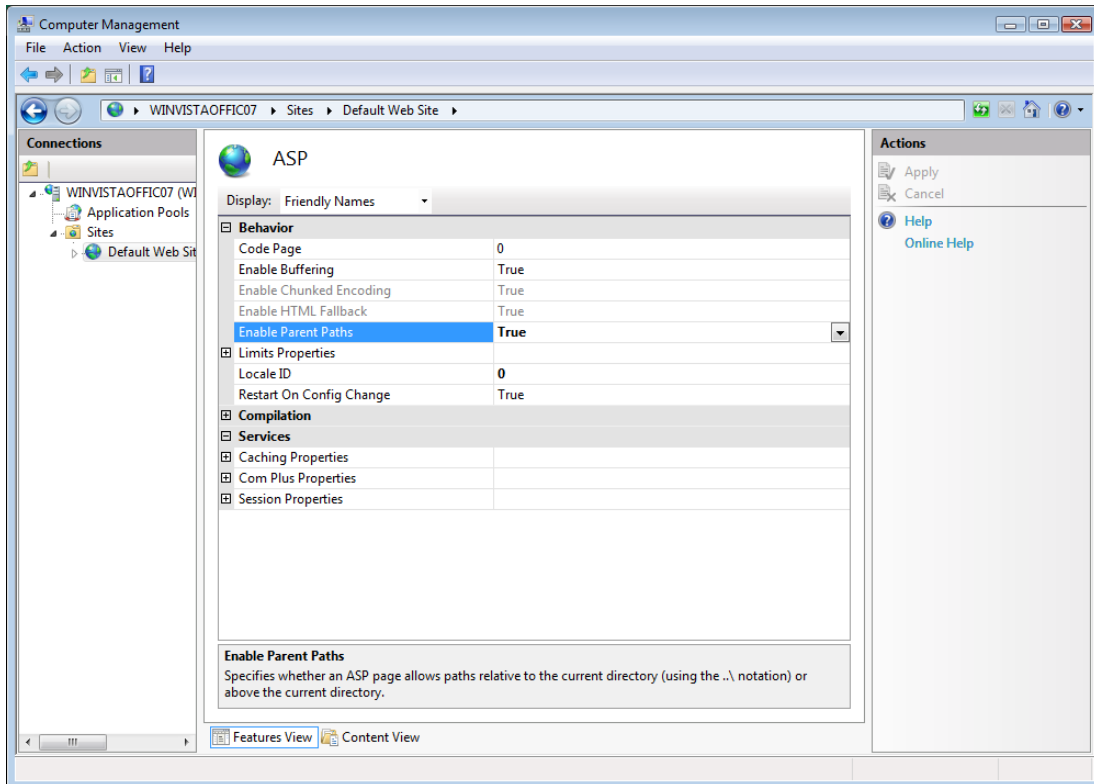 Computer Management
File Action View Help
WINVISTAOFFIC07 Sites Default Web Site
Connections
WINVISTAOFFIC07 (WI
Application Pools
Sites
Default Web Sit
ASP
Display: Friendly Names
Behavior
Code Page 0
Enable Buffering True
Enable Chunked Encoding True
Enable HTML Fallback True
Enable Parent Paths True
Limits Properties
Locale ID 0
Restart On Config Change True
Compilation
Services
Caching Properties
Com Plus Properties
Session Properties
Enable Parent Paths
Specifies whether an ASP page allows paths relative to the current directory (using the ..\ notation) or
above the current directory.
Features View Content View
Actions
Apply
Cancel
Help
Online Help